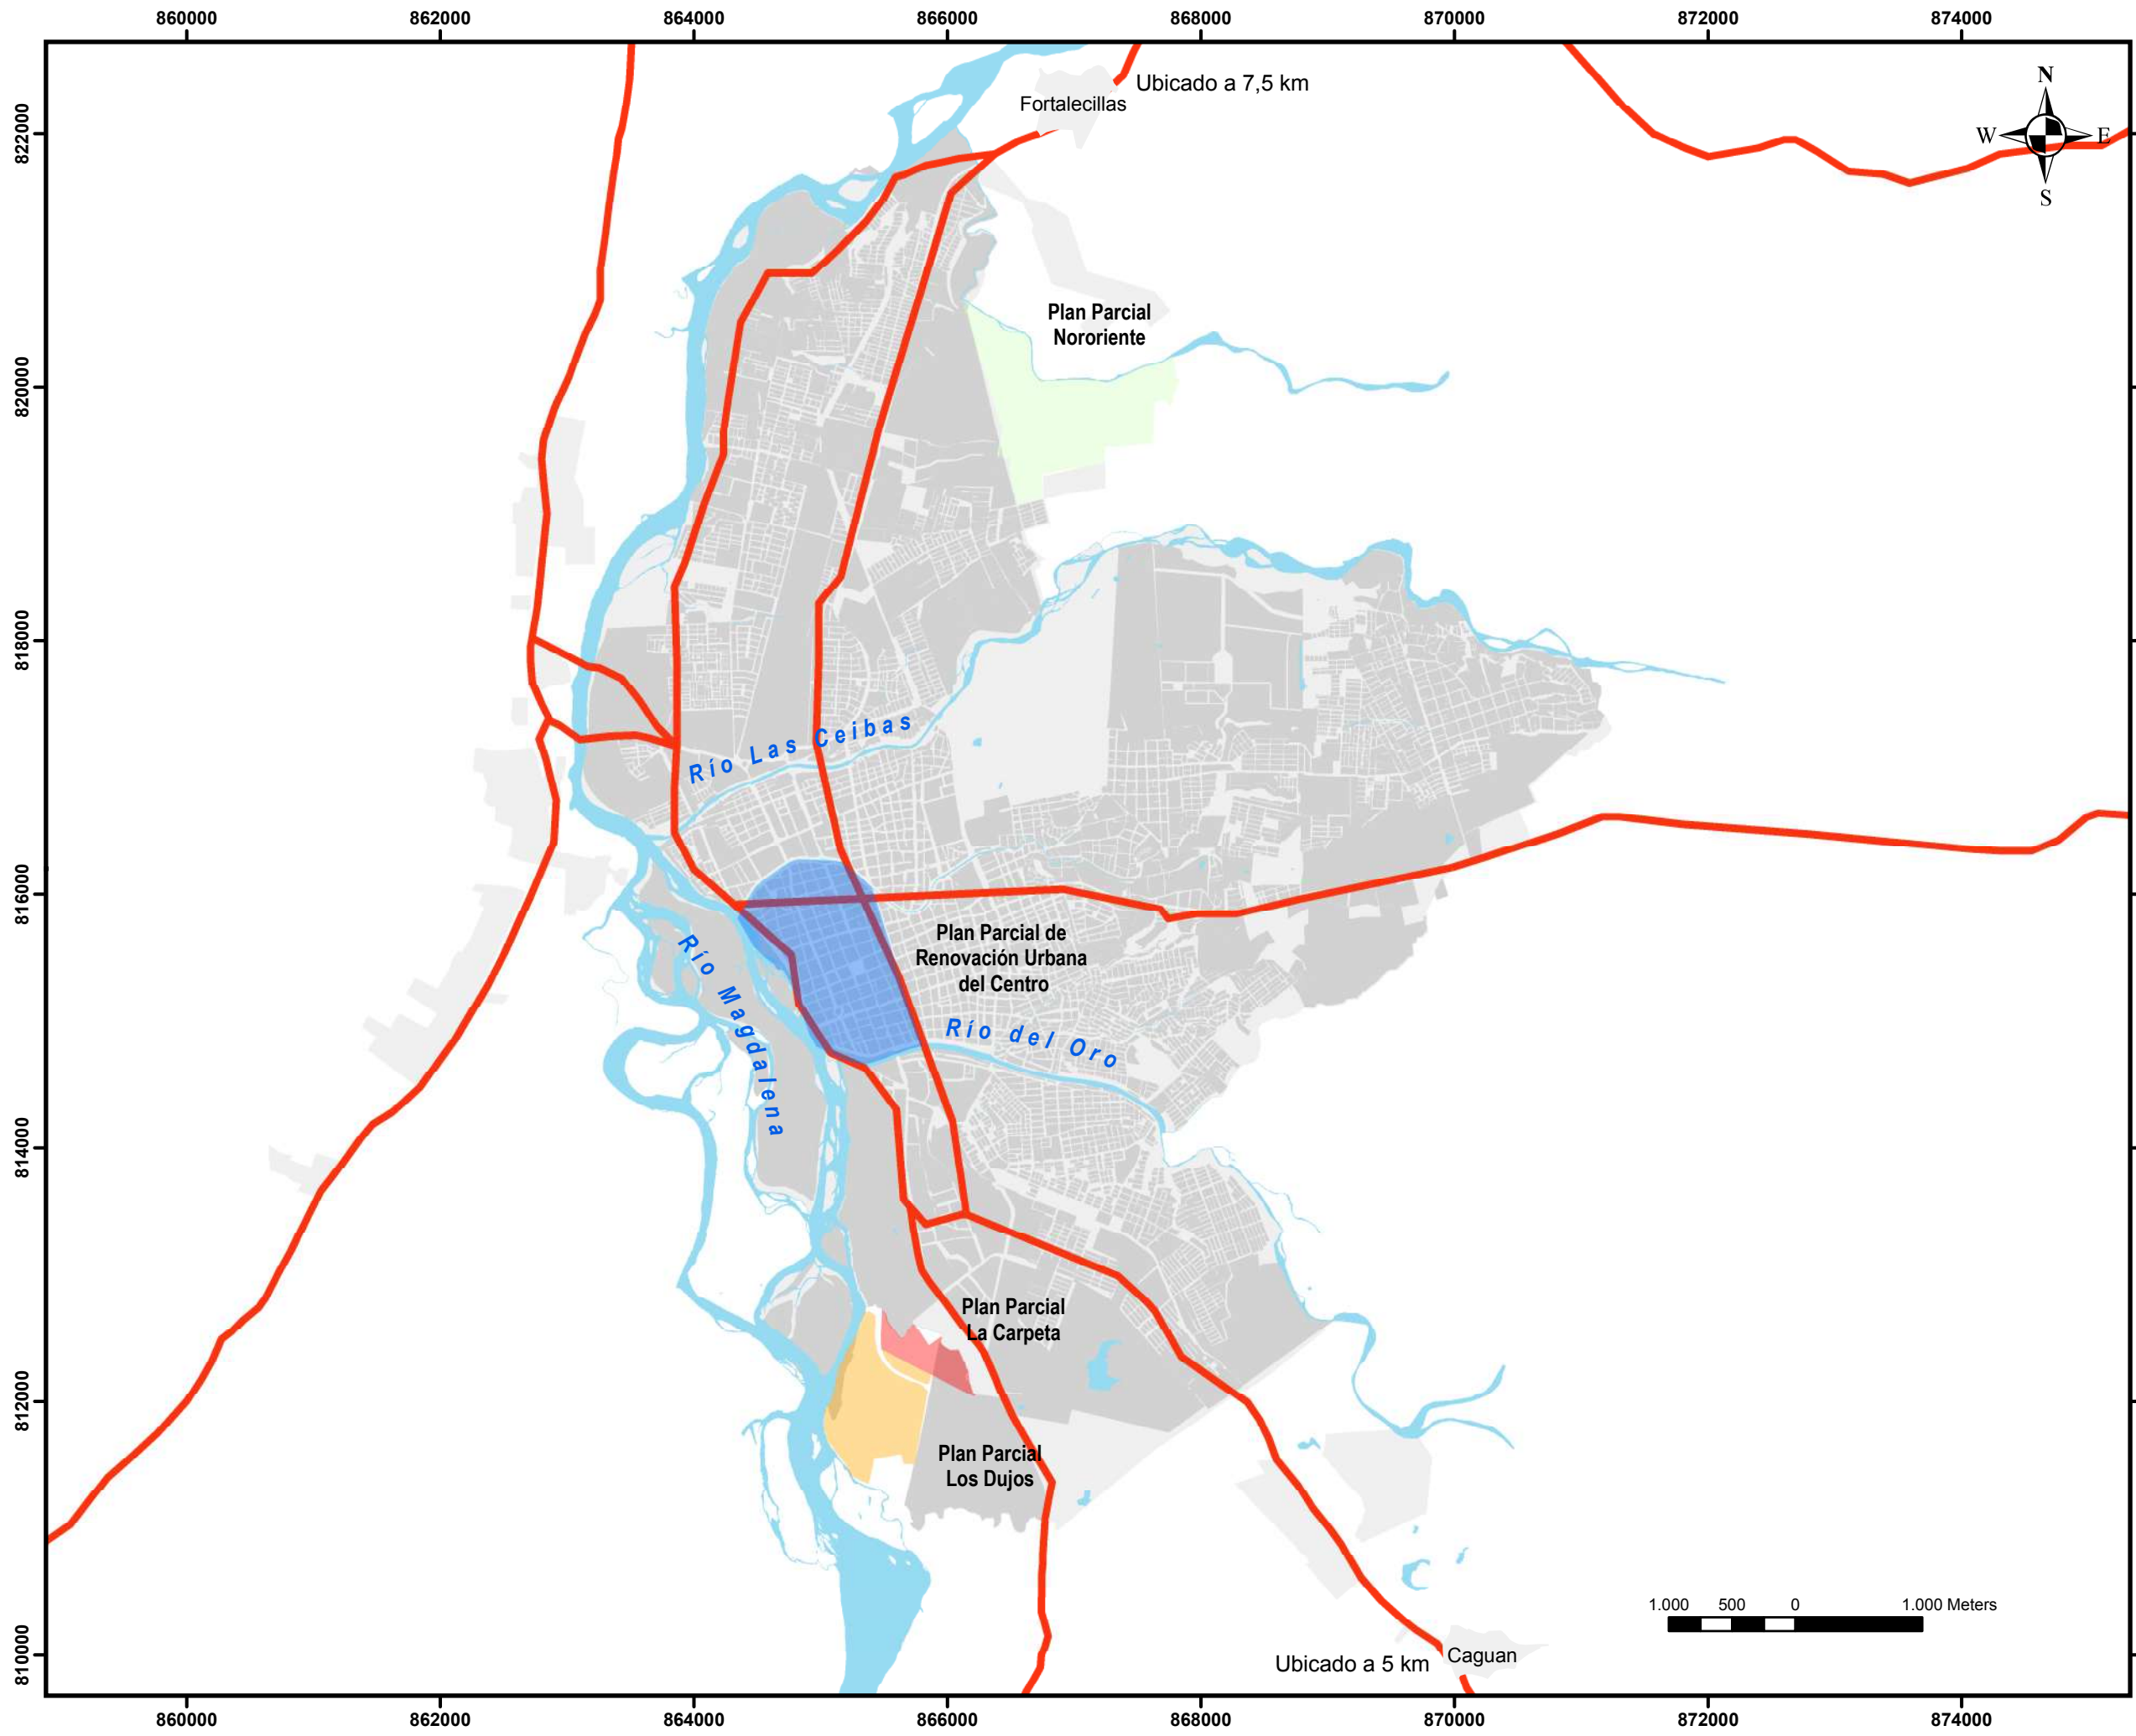 860000 862000 864000 866000 868000 870000 872000 874000
Ubicado a 7,5 km
Fortalecillas
N
W E
S
822000
820000
818000
816000
814000
812000
810000
Plan Parcial
Nororiente
Río Las Ceibas
Plan Parcial de
Renovación Urbana
del Centro
Río Magdalena
Río del Oro
Plan Parcial
La Carpeta
Plan Parcial
Los Dujos
1.000 500 0 1.000 Meters
Ubicado a 5 km
Caguan
860000 862000 864000 866000 868000 870000 872000 874000